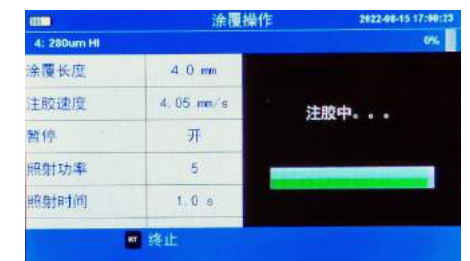 涂覆操作 2022-08-15 17:00:23
4: 280um HI 0%
涂覆长度 4.0 mm
注胶速度 4.05 mm/s
暂停 开
照射功率 5
照射时间 1.0 s
注胶中。。。
RT 终止